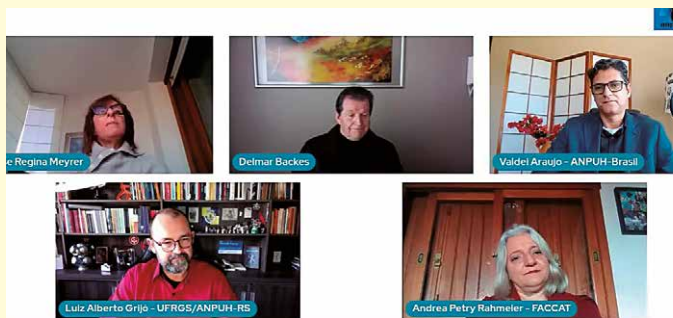 e Regina Meyrer
Delmar Backes
Valdei Araujo - ANPUH-Brasil
Luiz Alberto Grijó - UFRGS/ANPUH-RS
Andrea Petry Rahmeier - FACCAT